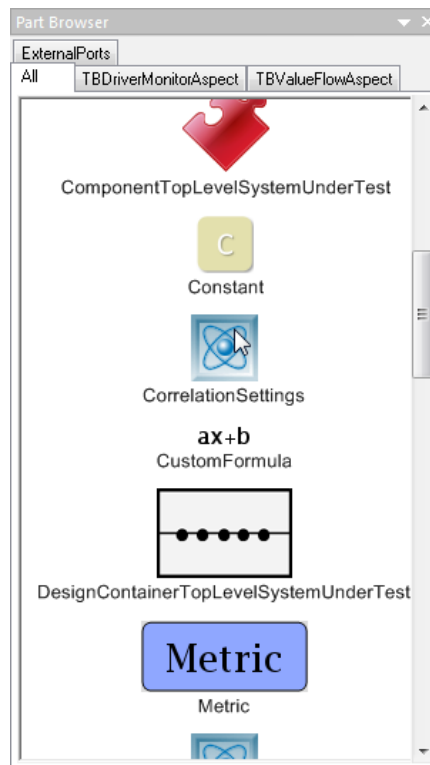 Part Browser
ExternalPorts
All TBDriverMonitorAspect TBValueFlowAspect
ComponentTopLevelSystemUnderTest
C
Constant
CorrelationSettings
ax+b
CustomFormula
DesignContainerTopLevelSystemUnderTest
Metric
Metric